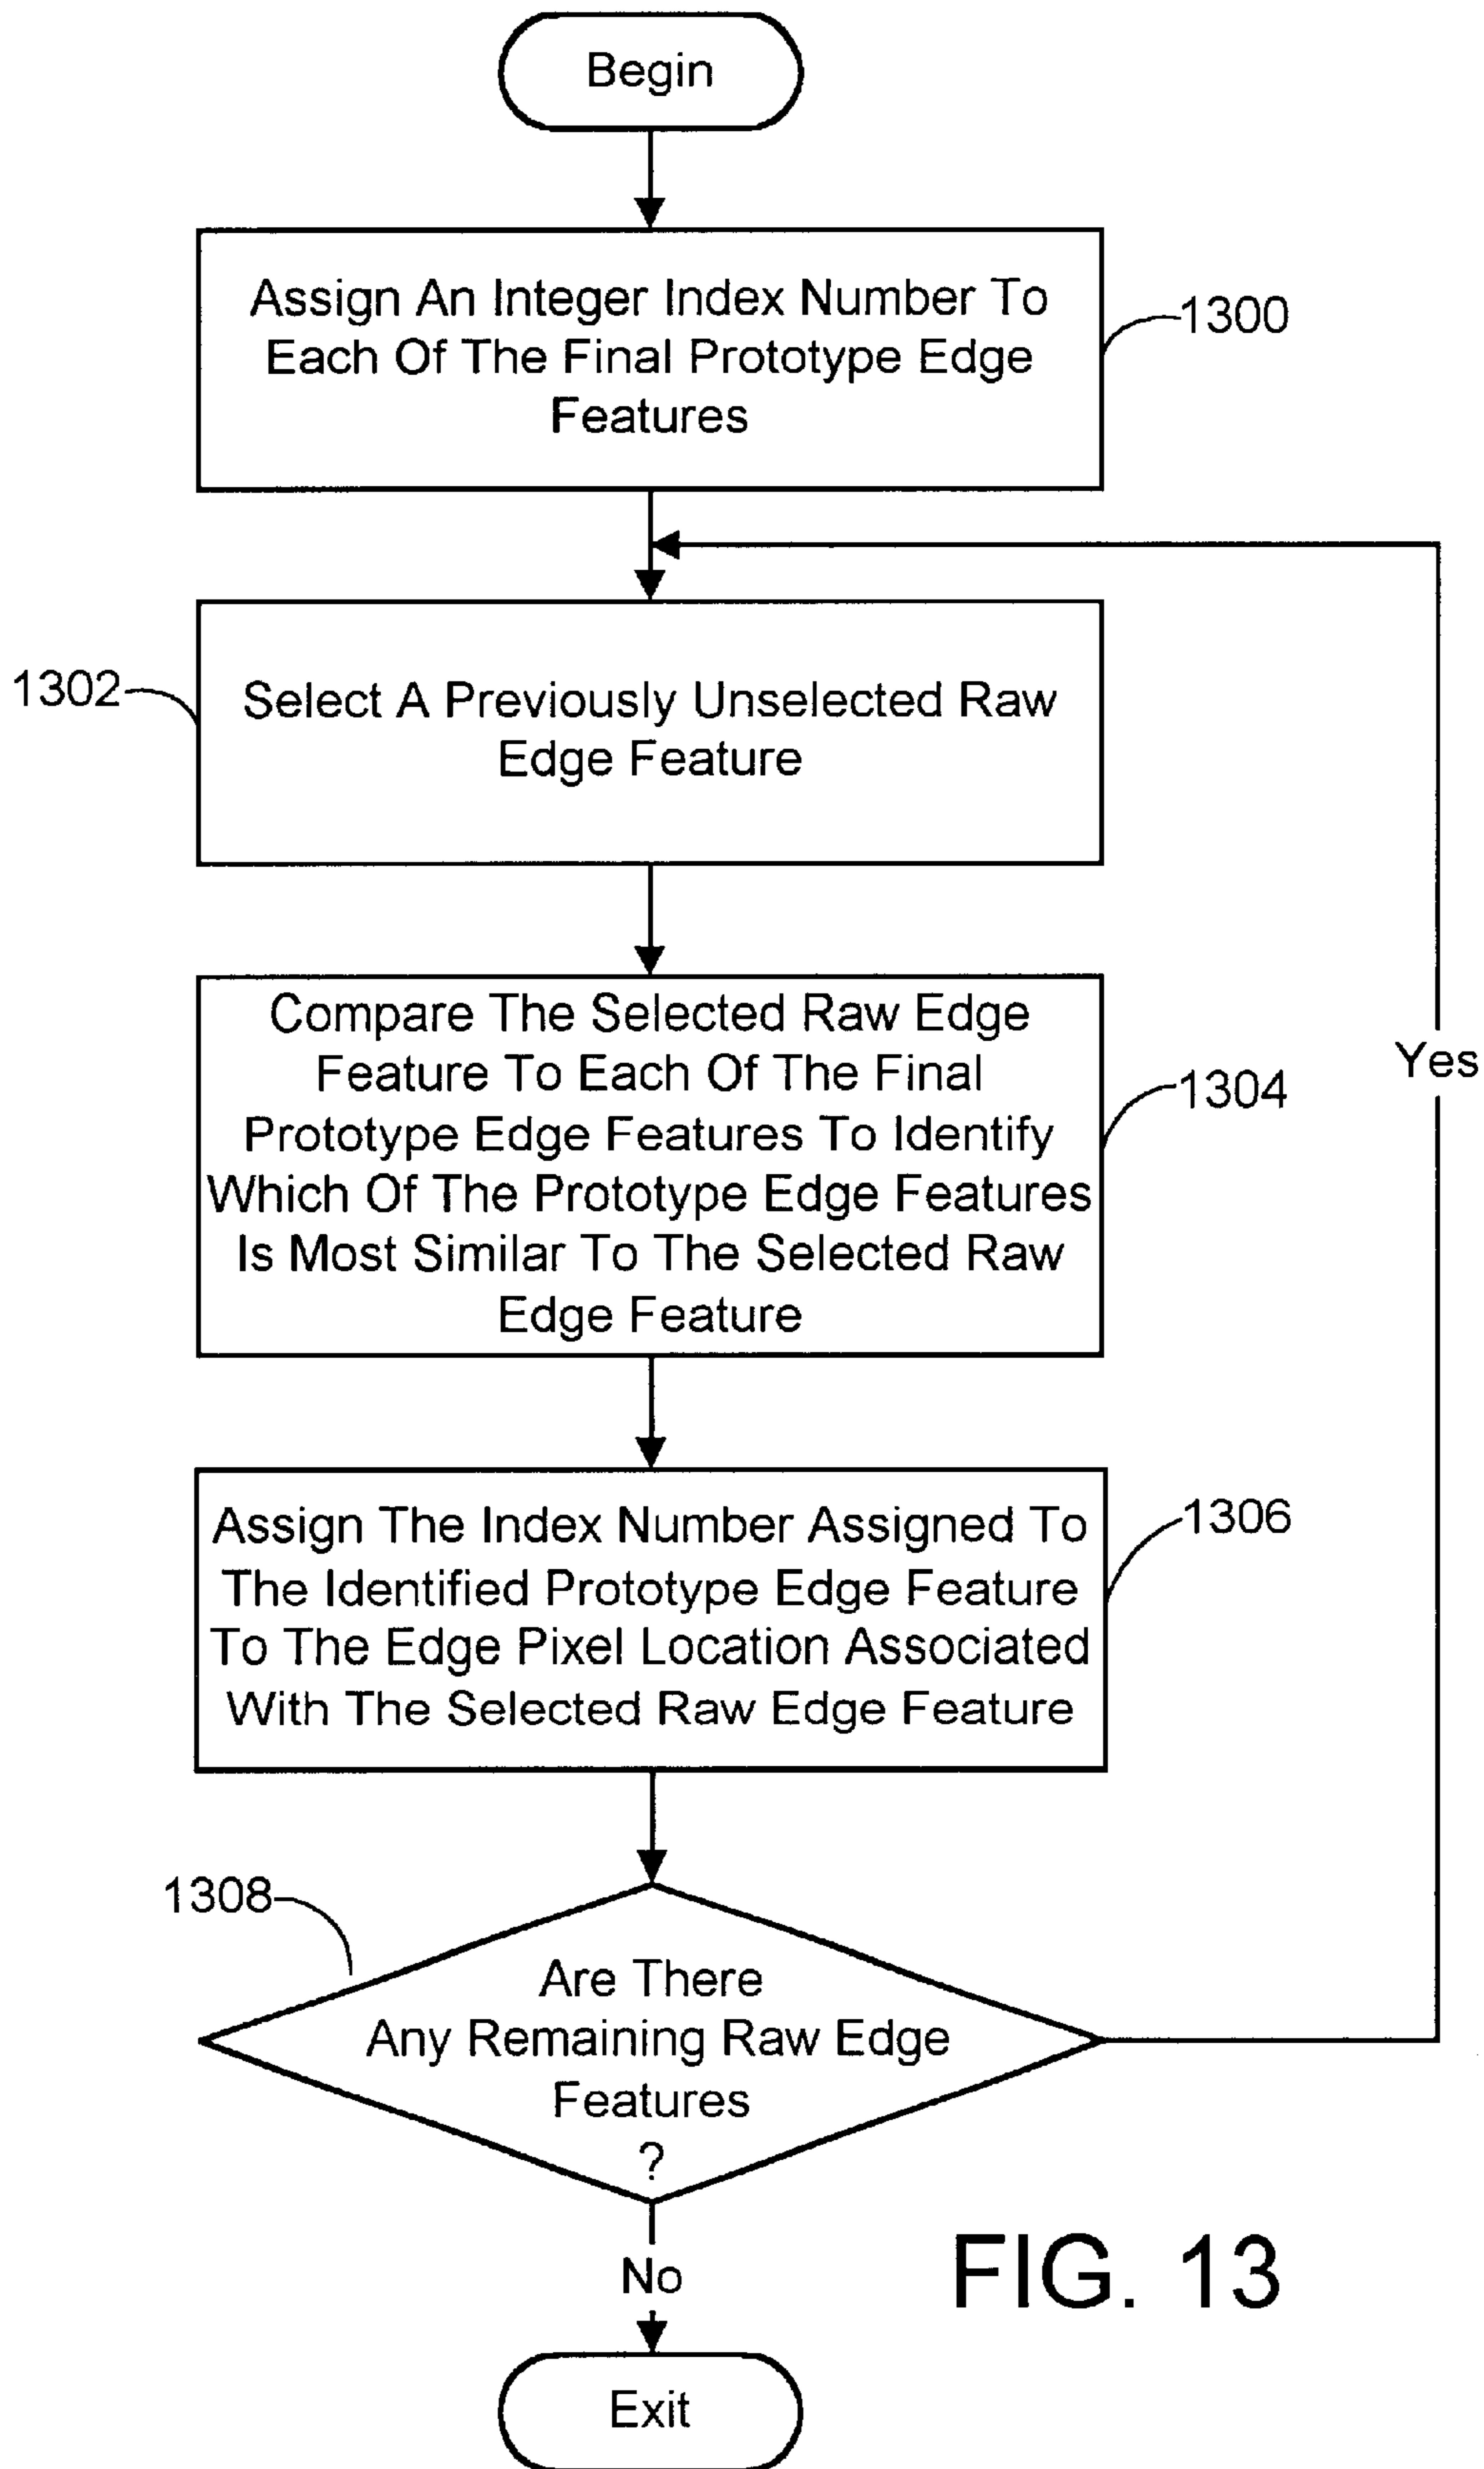 Begin
Assign An Integer Index Number To
Each Of The Final Prototype Edge
Features
1300
1302
Select A Previously Unselected Raw
Edge Feature
Compare The Selected Raw Edge
Feature To Each Of The Final
Prototype Edge Features To Identify
Which Of The Prototype Edge Features
Is Most Similar To The Selected Raw
Edge Feature
1304
Yes
Assign The Index Number Assigned To
The Identified Prototype Edge Feature
To The Edge Pixel Location Associated
With The Selected Raw Edge Feature
1306
1308
Are There
Any Remaining Raw Edge
Features
?
No
FIG. 13
Exit